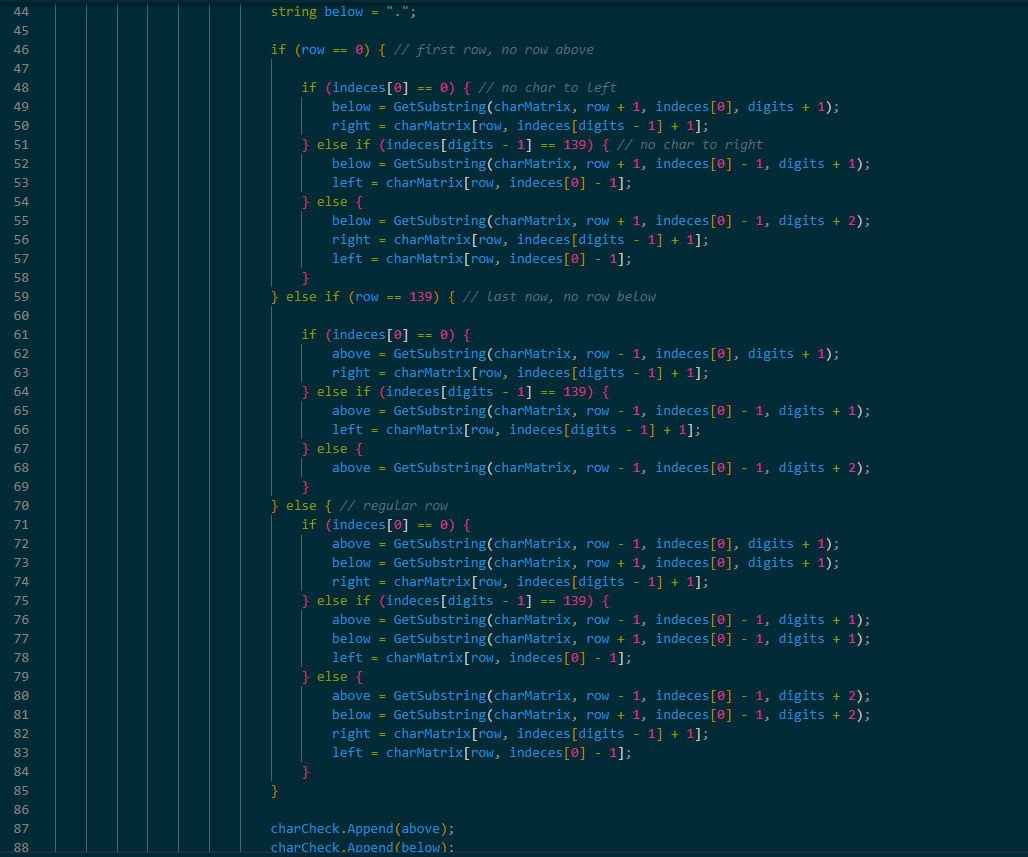 44 string below = ".";
45
46 if (row == 0) { // first row, no row above
47
48 if (indeces[0] == 0) { // no char to left
49 below = GetSubstring(charMatrix, row + 1, indeces[0], digits + 1);
50 right = charMatrix[row, indeces[digits - 1] + 1];
51 } else if (indeces[digits - 1] == 139) { // no char to right
52 below = GetSubstring(charMatrix, row + 1, indeces[0] - 1, digits + 1);
53 left = charMatrix[row, indeces[0] - 1];
54 } else {
55 below = GetSubstring(charMatrix, row + 1, indeces[0] - 1, digits + 2);
56 right = charMatrix[row, indeces[digits - 1] + 1];
57 left = charMatrix[row, indeces[0] - 1];
58 }
59 } else if (row == 139) { // last now, no row below
60
61 if (indeces[0] == 0) {
62 above = GetSubstring(charMatrix, row - 1, indeces[0], digits + 1);
63 right = charMatrix[row, indeces[digits - 1] + 1];
64 } else if (indeces[digits - 1] == 139) {
65 above = GetSubstring(charMatrix, row - 1, indeces[0] - 1, digits + 1);
66 left = charMatrix[row, indeces[digits - 1] + 1];
67 } else {
68 above = GetSubstring(charMatrix, row - 1, indeces[0] - 1, digits + 2);
69 }
70 } else { // regular row
71 if (indeces[0] == 0) {
72 above = GetSubstring(charMatrix, row - 1, indeces[0], digits + 1);
73 below = GetSubstring(charMatrix, row + 1, indeces[0], digits + 1);
74 right = charMatrix[row, indeces[digits - 1] + 1];
75 } else if (indeces[digits - 1] == 139) {
76 above = GetSubstring(charMatrix, row - 1, indeces[0] - 1, digits + 1);
77 below = GetSubstring(charMatrix, row + 1, indeces[0] - 1, digits + 1);
78 left = charMatrix[row, indeces[0] - 1];
79 } else {
80 above = GetSubstring(charMatrix, row - 1, indeces[0] - 1, digits + 2);
81 below = GetSubstring(charMatrix, row + 1, indeces[0] - 1, digits + 2);
82 right = charMatrix[row, indeces[digits - 1] + 1];
83 left = charMatrix[row, indeces[0] - 1];
84 }
85 }
86
87 charCheck.Append(above);
88 charCheck.Append(below);